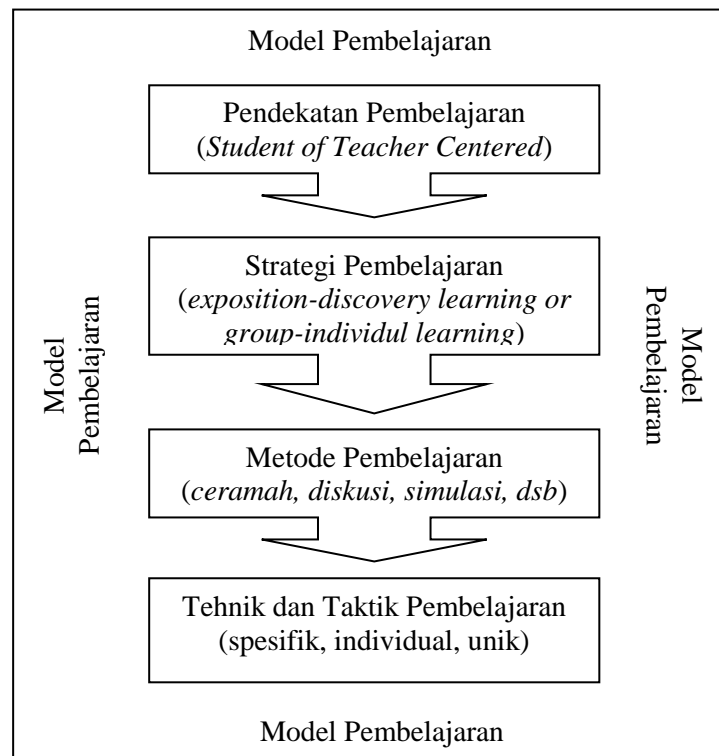 Model Pembelajaran
Pendekatan Pembelajaran
(Student of Teacher Centered)
Strategi Pembelajaran
(exposition-discovery learning or
group-individul learning)
Metode Pembelajaran
(ceramah, diskusi, simulasi, dsb)
Tehnik dan Taktik Pembelajaran
(spesifik, individual, unik)
Model
Pembelajaran
Model
Pembelajaran
Model Pembelajaran